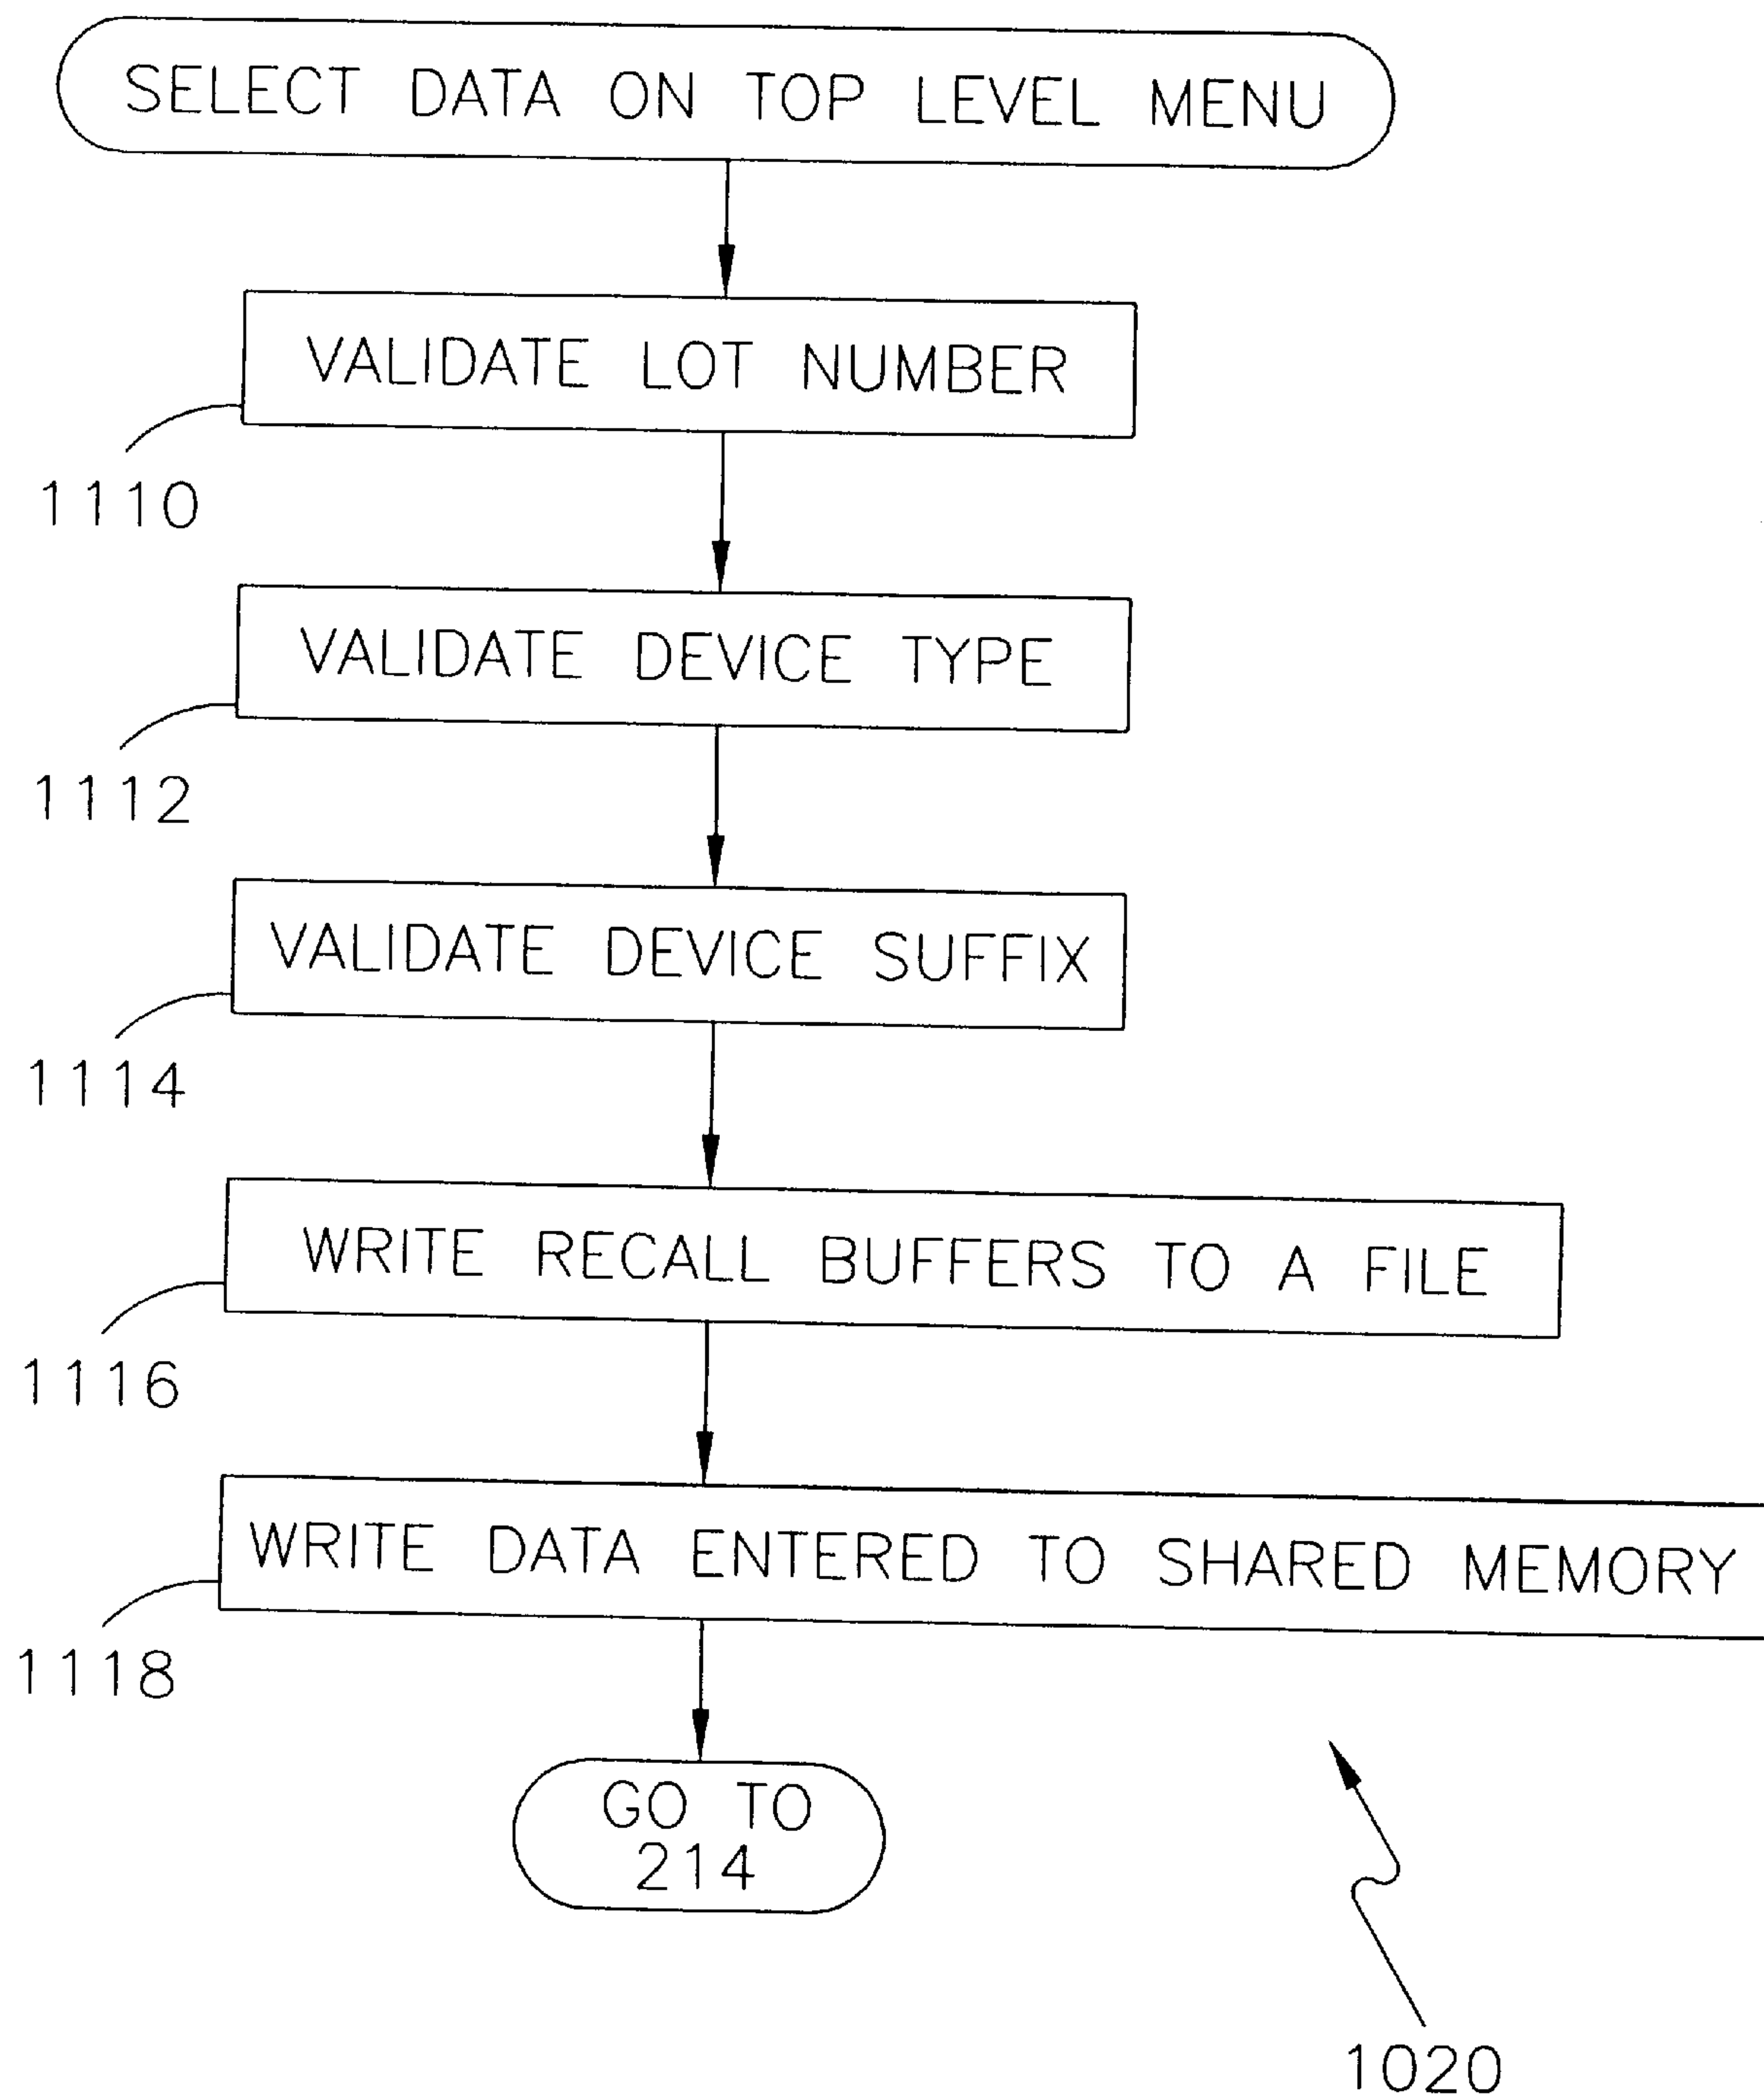 SELECT DATA ON TOP LEVEL MENU
VALIDATE LOT NUMBER
1110
VALIDATE DEVICE TYPE
1112
VALIDATE DEVICE SUFFIX
1114
WRITE RECALL BUFFERS TO A FILE
1116
WRITE DATA ENTERED TO SHARED MEMORY
1118
GO TO
214
1020